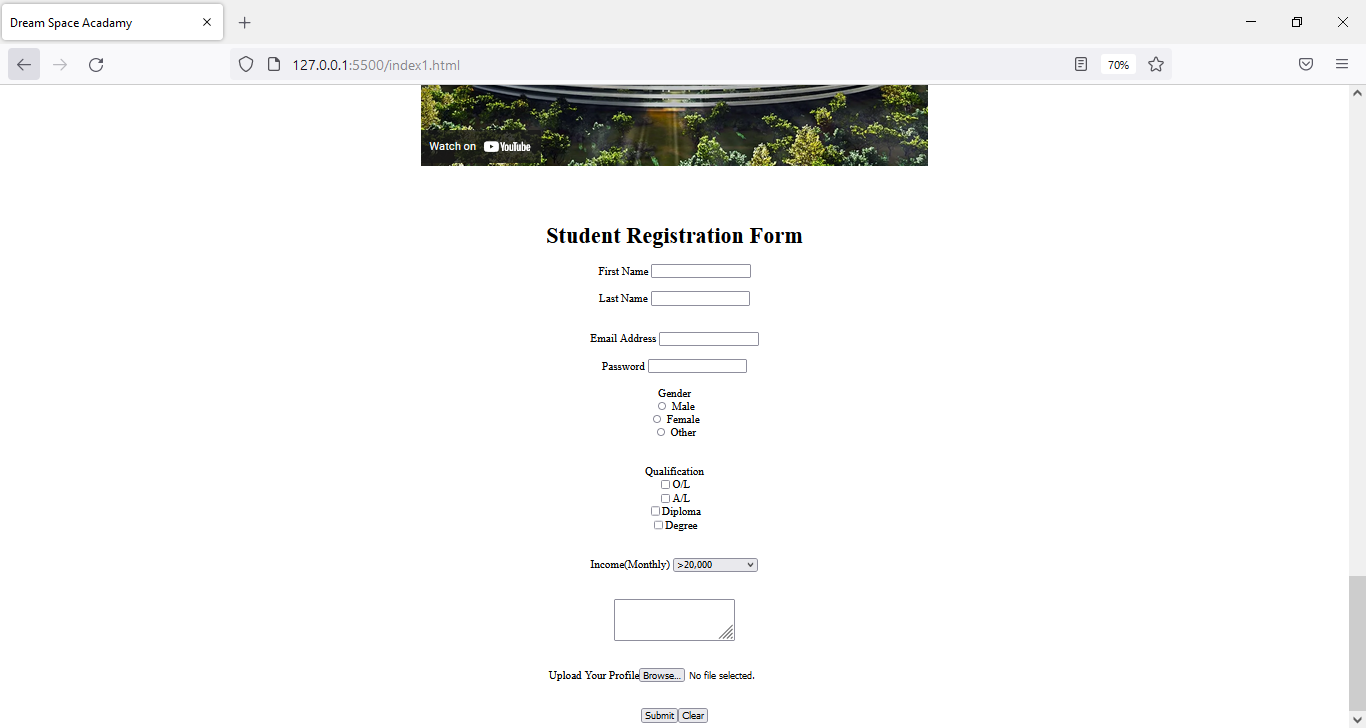 Dream Space Acadamy
127.0.0.1:5500/index1.html
70%
Watch on YouTube
Student Registration Form
First Name
Last Name
Email Address
Password
Gender
Male
Female
Other
Qualification
O/L
A/L
Diploma
Degree
Income(Monthly) >20,000
Upload Your Profile Browse... No file selected.
Submit Clear